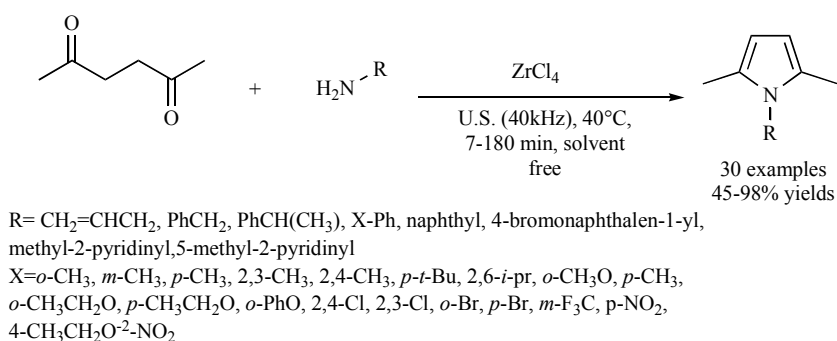 O
O
+
H₂N
R
ZrCl₄
U.S. (40kHz), 40°C,
7-180 min, solvent
free
N
R
30 examples
45-98% yields
R= CH₂=CHCH₂, PhCH₂, PhCH(CH₃), X-Ph, naphthyl, 4-bromonaphthalen-1-yl,
methyl-2-pyridinyl,5-methyl-2-pyridinyl
X=o-CH₃, m-CH₃, p-CH₃, 2,3-CH₃, 2,4-CH₃, p-t-Bu, 2,6-i-pr, o-CH₃O, p-CH₃,
o-CH₃CH₂O, p-CH₃CH₂O, o-PhO, 2,4-Cl, 2,3-Cl, o-Br, p-Br, m-F₃C, p-NO₂,
4-CH₃CH₂O⁻²-NO₂